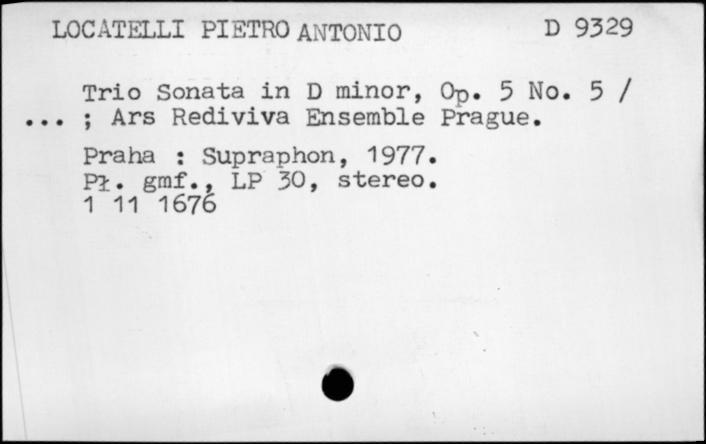 LOCATELLI PIETRO ANTONIO D 9329
Trio Sonata in D minor, Op. 5 No. 5 /
... ; Ars Rediviva Ensemble Prague.
Praha : Supraphon, 1977.
Pł. gmf., LP 30, stereo.
1 11 1676